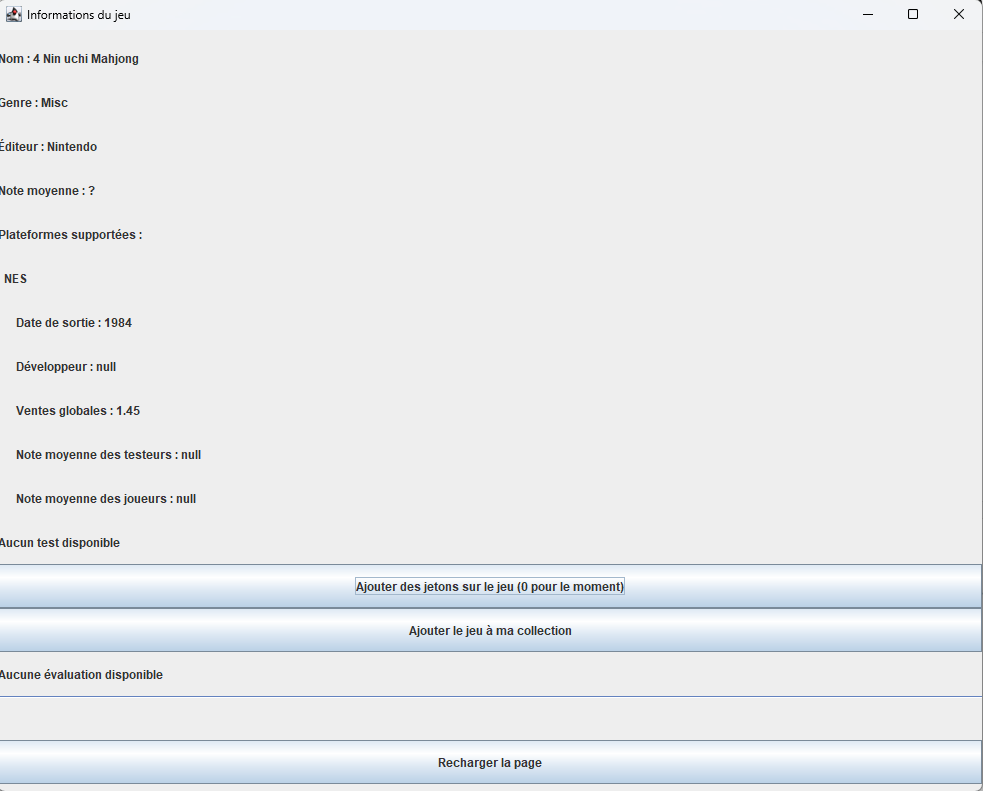 Informations du jeu
Nom : 4 Nin uchi Mahjong
Genre : Misc
Éditeur : Nintendo
Note moyenne : ?
Plateformes supportées :
NES
Date de sortie : 1984
Développeur : null
Ventes globales : 1.45
Note moyenne des testeurs : null
Note moyenne des joueurs : null
Aucun test disponible
Ajouter des jetons sur le jeu (0 pour le moment)
Ajouter le jeu à ma collection
Aucune évaluation disponible
Recharger la page